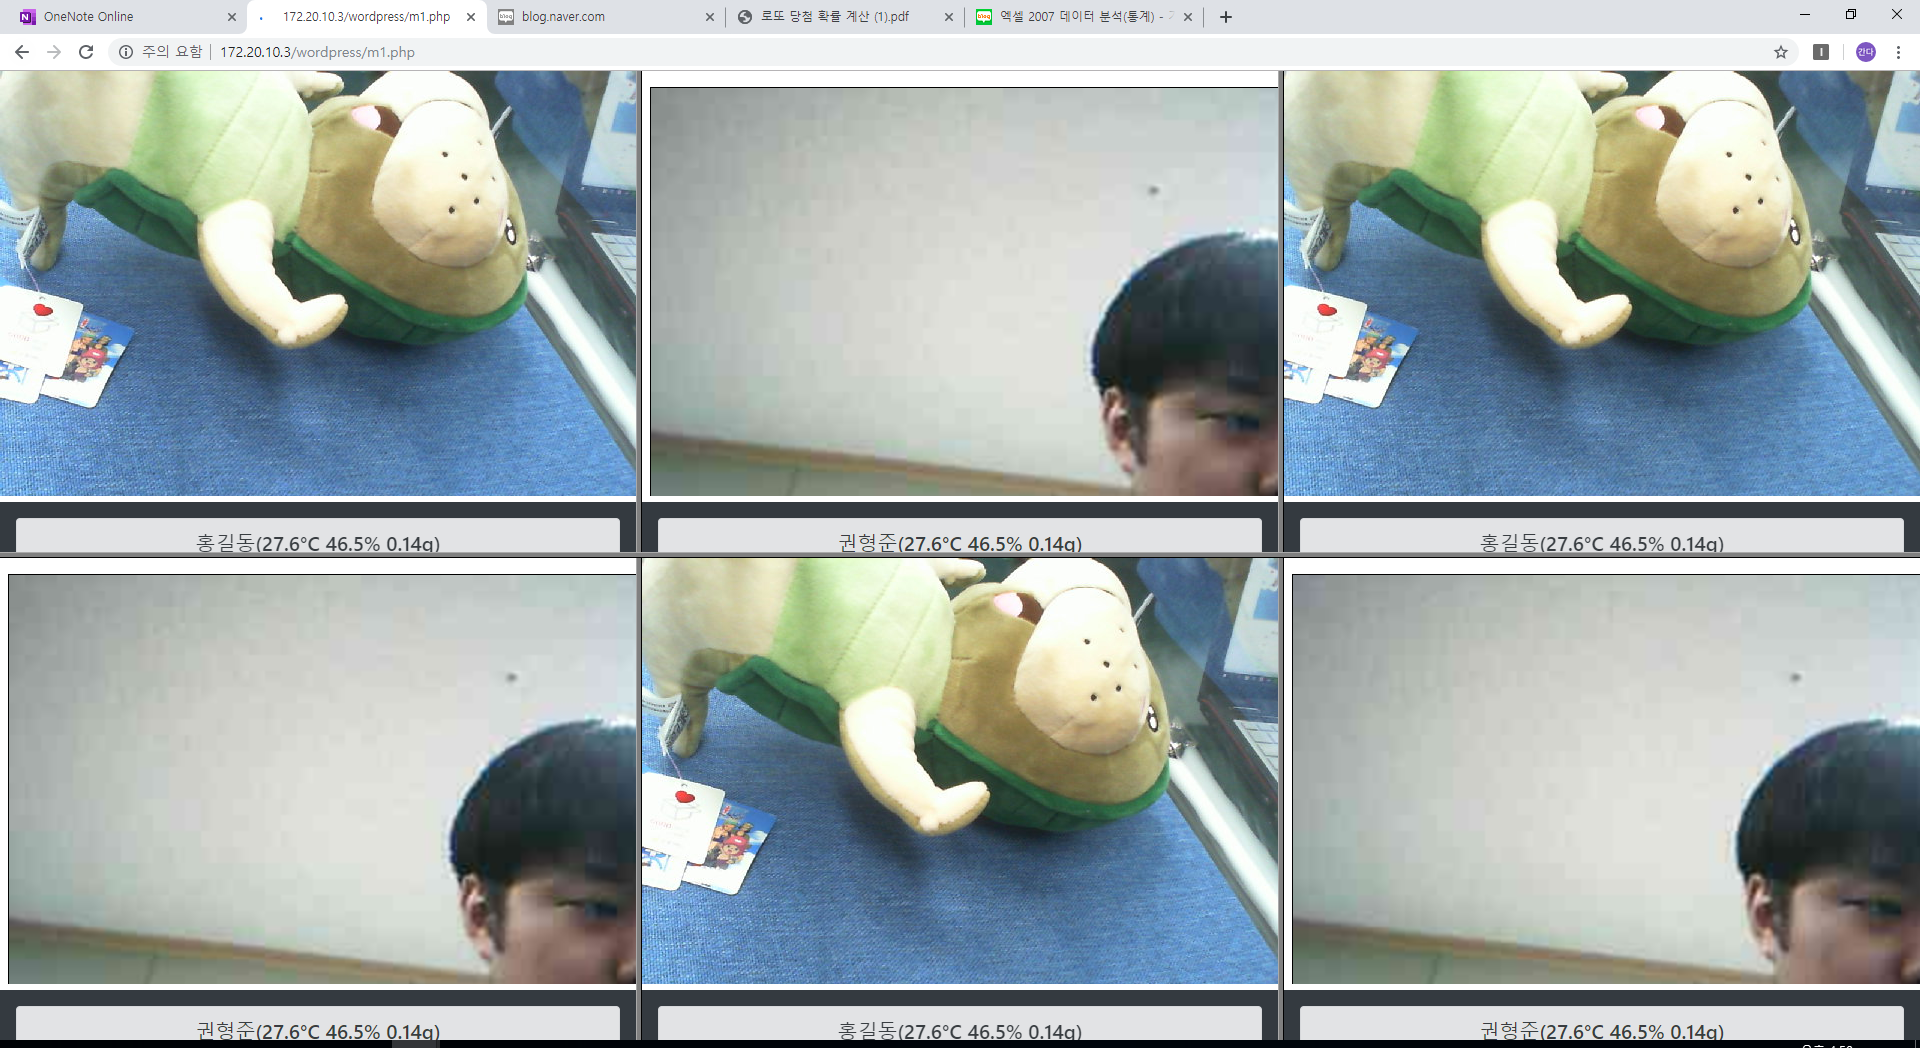 OneNote Online
172.20.10.3/wordpress/m1.php
blog.naver.com
로또 당첨 확률 계산 (1).pdf
엑셀 2007 데이터 분석(통계) -
주의 요함
172.20.10.3/wordpress/m1.php
간다
홍길동(27.6°C 46.5% 0.14g)
권형준(27.6°C 46.5% 0.14g)
홍길동(27.6°C 46.5% 0.14g)
권형준(27.6°C 46.5% 0.14g)
홍길동(27.6°C 46.5% 0.14g)
권형준(27.6°C 46.5% 0.14g)